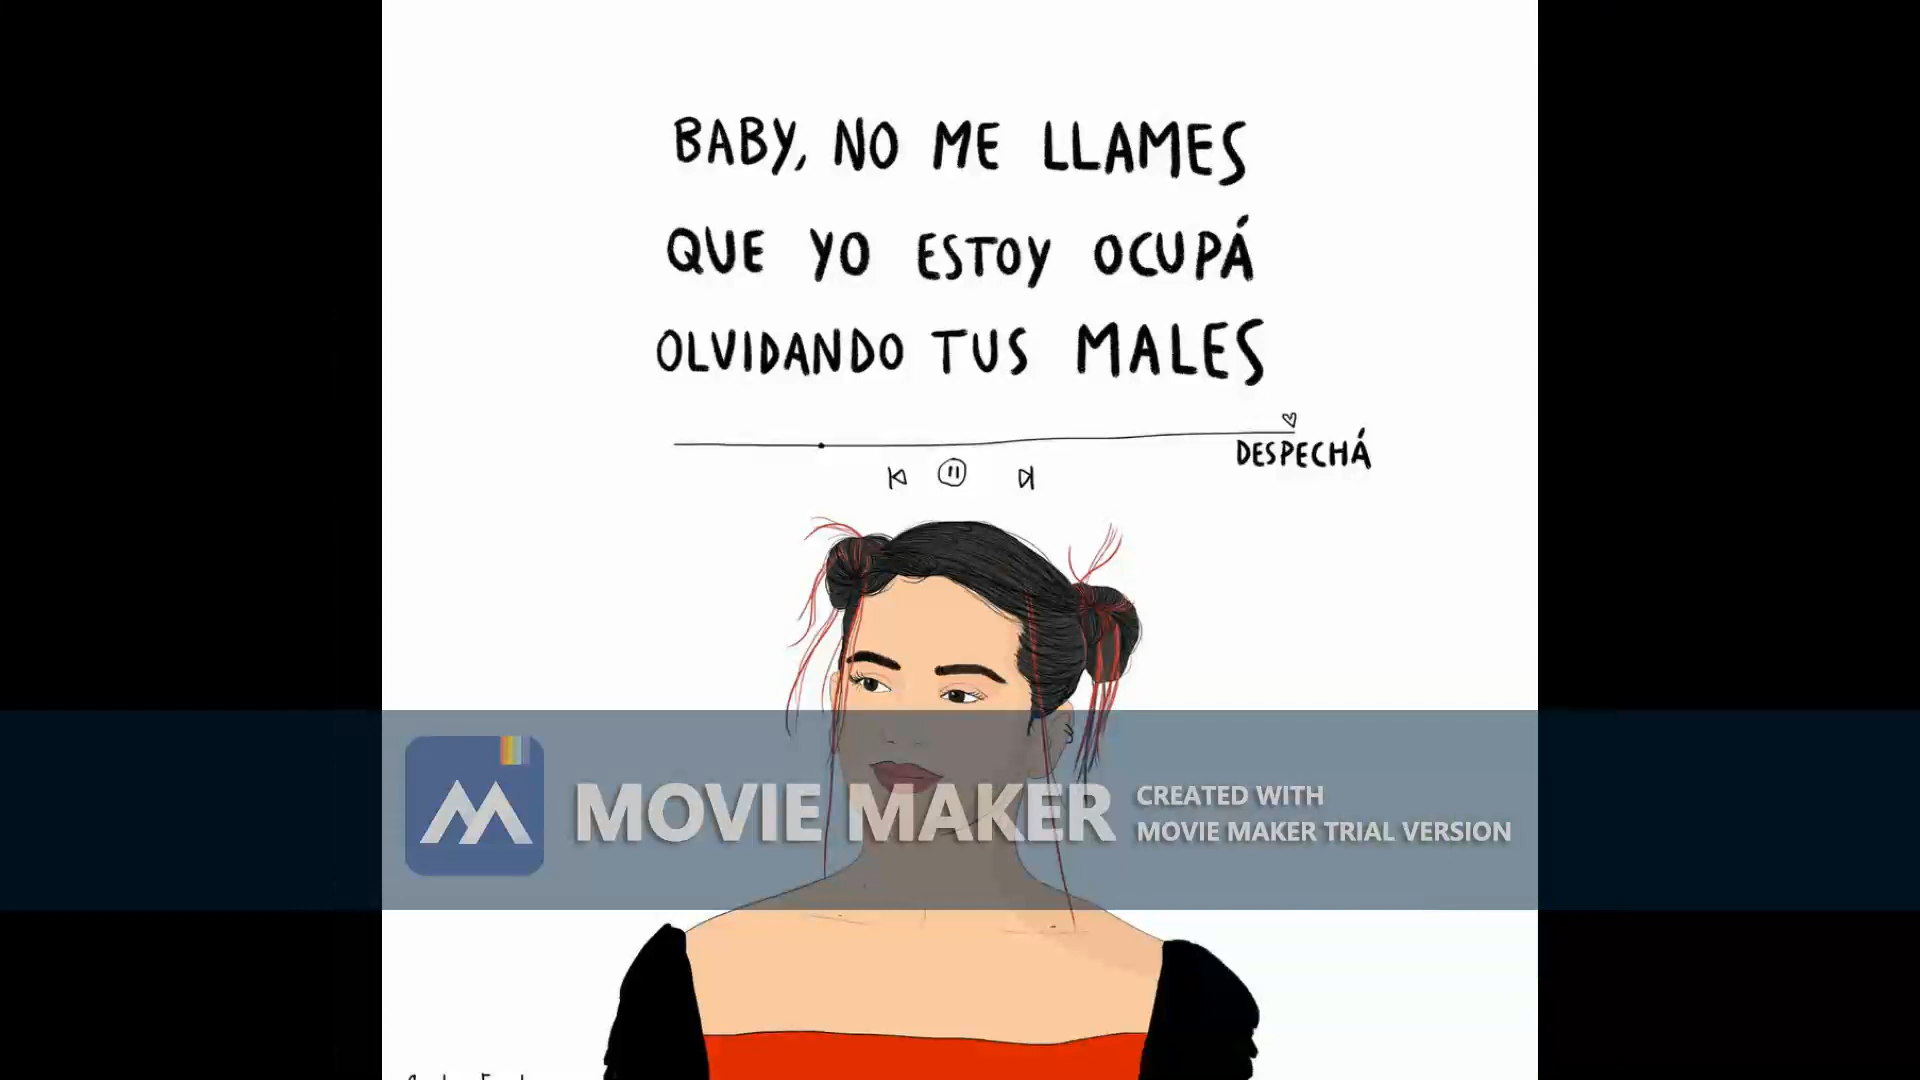 BABY, NO ME LLAMES
QUE YO ESTOY OCUPÁ
OLVIDANDO TUS MALES
DESPECHÁ
MOVIE MAKER
CREATED WITH
MOVIE MAKER TRIAL VERSION